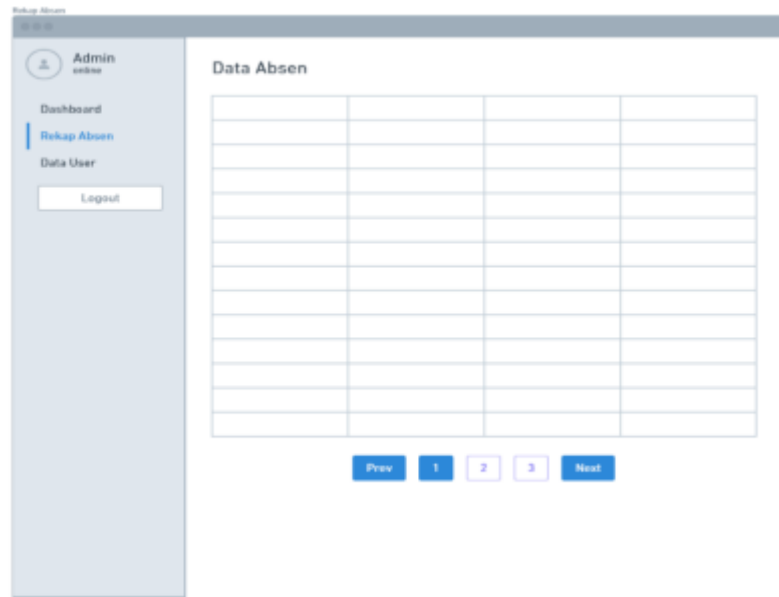 Rekap Absen
Admin
online
Dashboard
Rekap Absen
Data User
Logout
Data Absen
Prev 1 2 3 Next